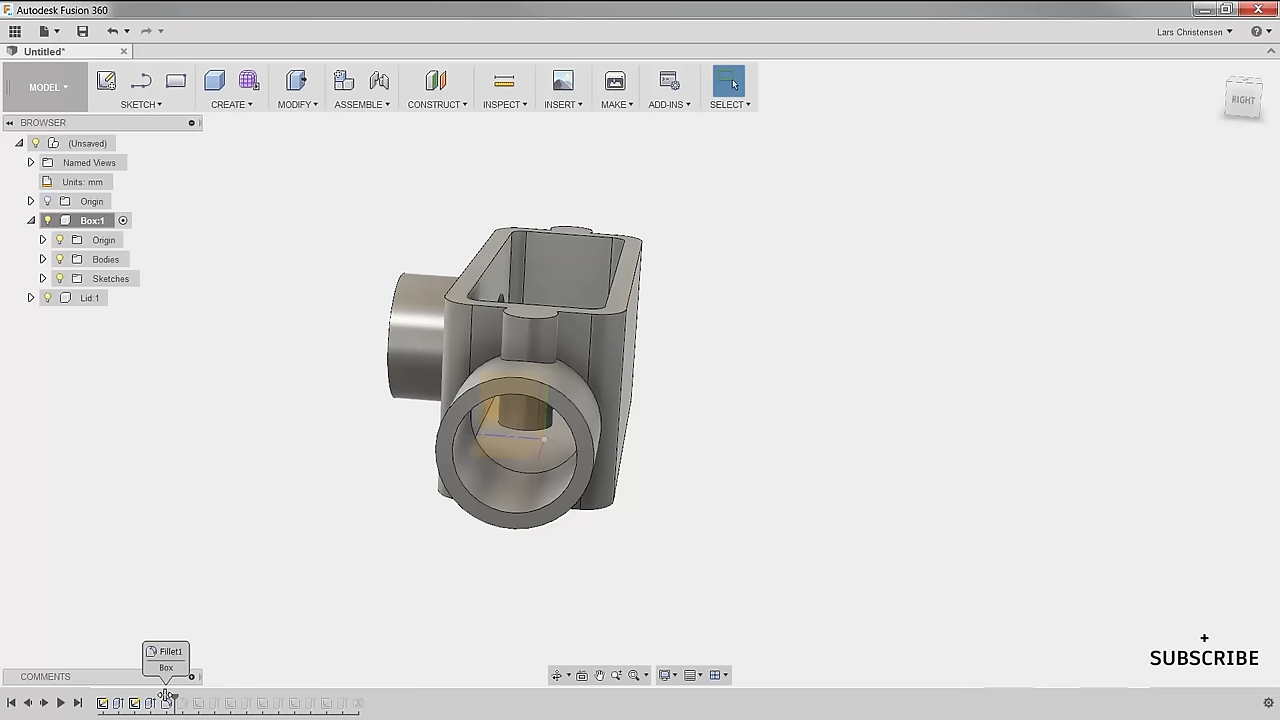 Autodesk Fusion 360
Untitled*
Lars Christensen
MODEL
SKETCH
CREATE
MODIFY
ASSEMBLE
CONSTRUCT
INSPECT
INSERT
MAKE
ADD-INS
SELECT
RIGHT
BROWSER
(Unsaved)
Named Views
Units: mm
Origin
Box:1
Origin
Bodies
Sketches
Lid:1
Fillet1
Box
SUBSCRIBE
COMMENTS